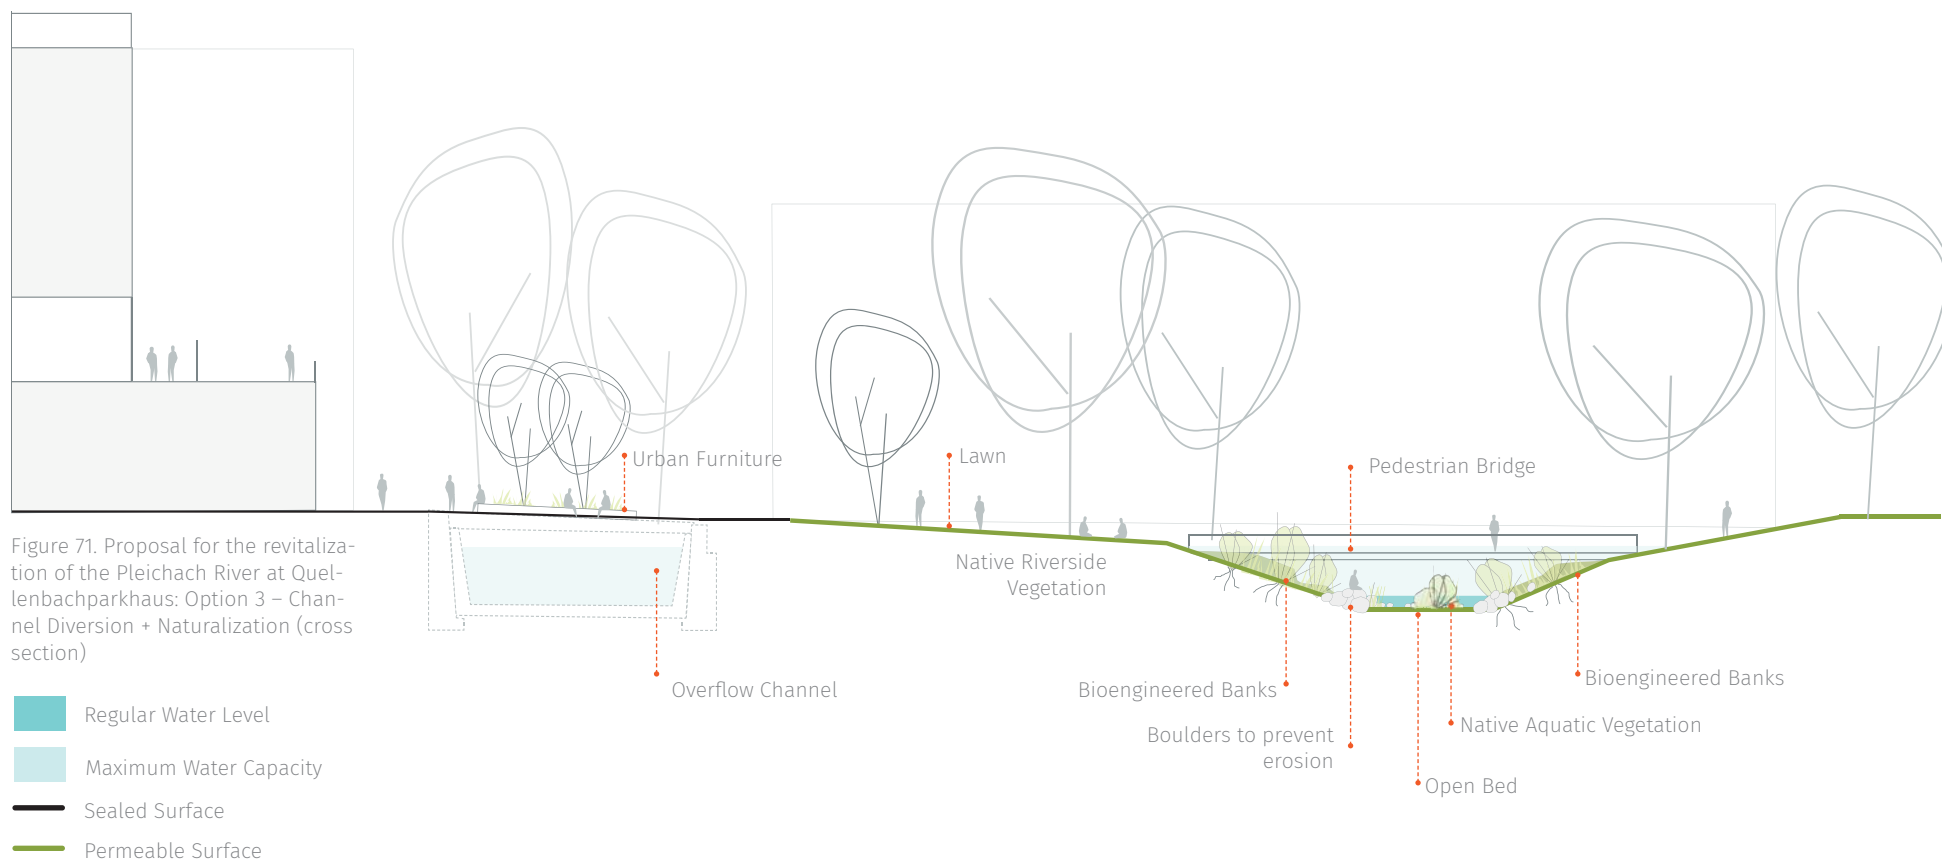 Urban Furniture
Lawn
Pedestrian Bridge
Native Riverside
Vegetation
Figure 71. Proposal for the revitaliza-
tion of the Pleichach River at Quel-
lenbachparkhaus: Option 3 – Chan-
nel Diversion + Naturalization (cross
section)
Overflow Channel
Bioengineered Banks
Bioengineered Banks
Boulders to prevent
erosion
Native Aquatic Vegetation
Open Bed
Regular Water Level
Maximum Water Capacity
Sealed Surface
Permeable Surface